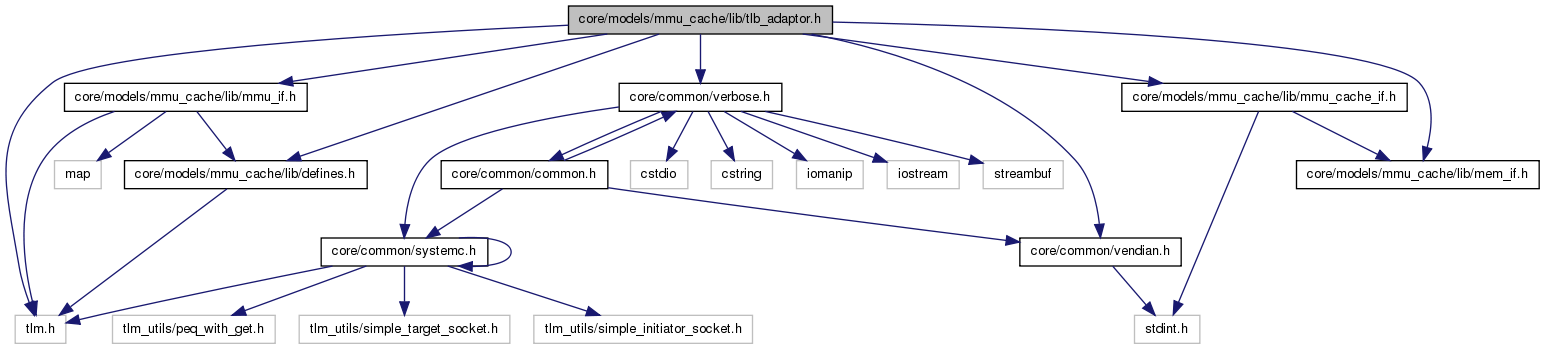 core/models/mmu_cache/lib/tlb_adaptor.h
core/models/mmu_cache/lib/mmu_if.h
core/common/verbose.h
core/models/mmu_cache/lib/mmu_cache_if.h
map
core/models/mmu_cache/lib/defines.h
core/common/common.h
cstdio
cstring
iomanip
iostream
streambuf
core/models/mmu_cache/lib/mem_if.h
core/common/systemc.h
core/common/vendian.h
tlm.h
tlm_utils/peq_with_get.h
tlm_utils/simple_target_socket.h
tlm_utils/simple_initiator_socket.h
stdint.h